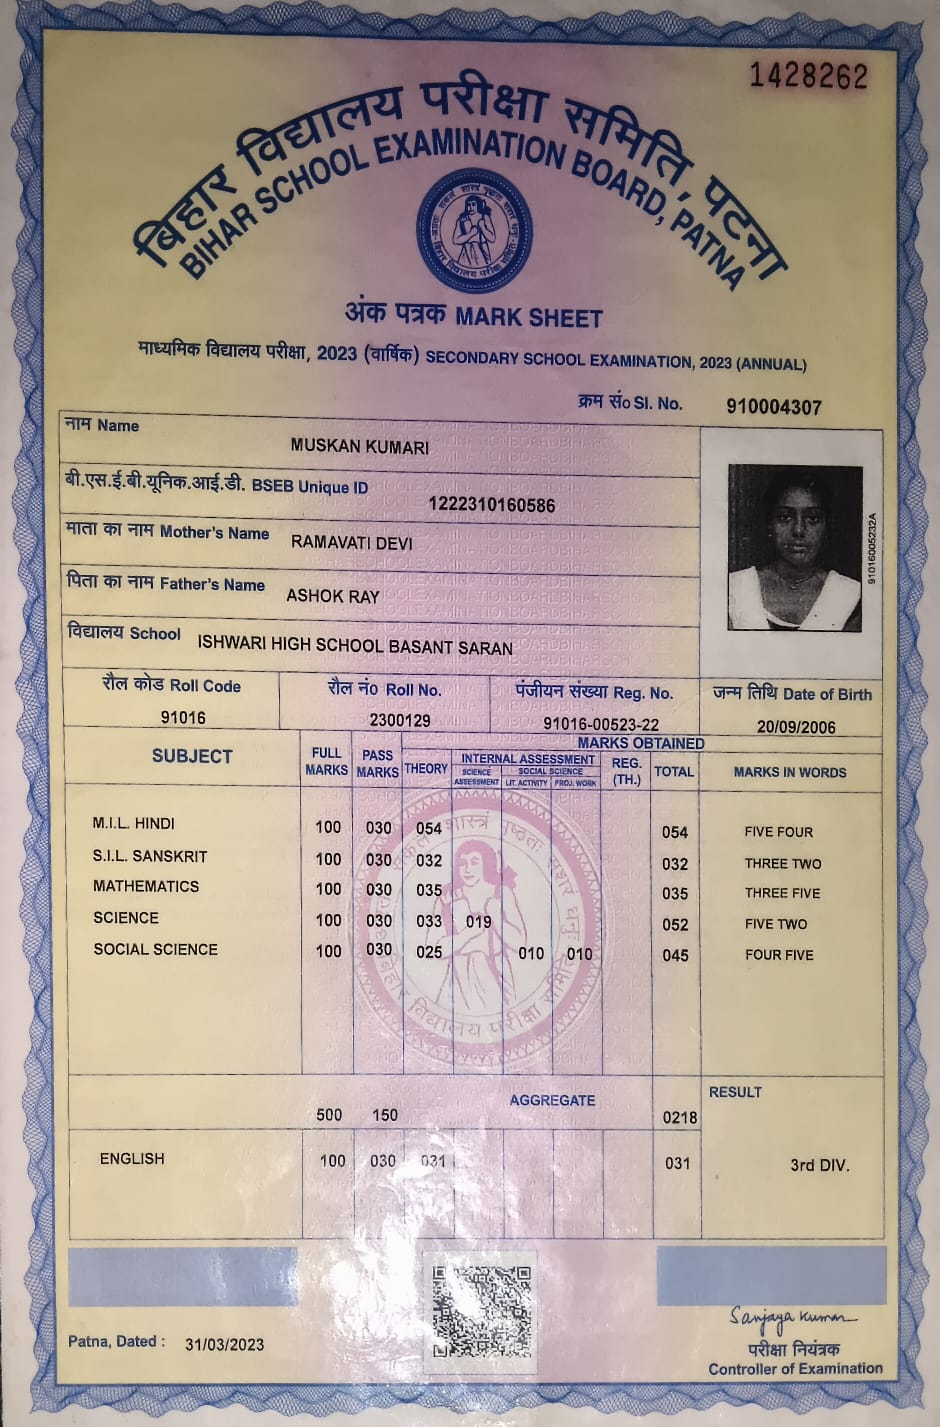 1428262
बिहार विद्यालय परीक्षा समिति, पटना
BIHAR SCHOOL EXAMINATION BOARD, PATNA
अंक पत्रक MARK SHEET
माध्यमिक विद्यालय परीक्षा, 2023 (वार्षिक) SECONDARY SCHOOL EXAMINATION, 2023 (ANNUAL)
क्रम सं० Sl. No. 910004307
नाम Name MUSKAN KUMARI
बी.एस.ई.बी.यूनिक.आई.डी. BSEB Unique ID 1222310160586
माता का नाम Mother's Name RAMAVATI DEVI
पिता का नाम Father's Name ASHOK RAY
विद्यालय School ISHWARI HIGH SCHOOL BASANT SARAN
91016005232A
रौल कोड Roll Code रौल नं० Roll No. पंजीयन संख्या Reg. No. जन्म तिथि Date of Birth
91016 2300129 91016-00523-22 20/09/2006
SUBJECT FULL MARKS PASS MARKS MARKS OBTAINED
THEORY INTERNAL ASSESSMENT REG. (TH.) TOTAL MARKS IN WORDS
SCIENCE ASSESSMENT SOCIAL SCIENCE
LIT. ACTIVITY PROJ. WORK
M.I.L. HINDI 100 030 054 054 FIVE FOUR
S.I.L. SANSKRIT 100 030 032 032 THREE TWO
MATHEMATICS 100 030 035 035 THREE FIVE
SCIENCE 100 030 033 019 052 FIVE TWO
SOCIAL SCIENCE 100 030 025 010 010 045 FOUR FIVE
बिहार विद्यालय परीक्षा समिति
500 150 AGGREGATE 0218 RESULT
ENGLISH 100 030 031 031 3rd DIV.
Sanjaya Kumar
Patna, Dated : 31/03/2023
परीक्षा नियंत्रक
Controller of Examination